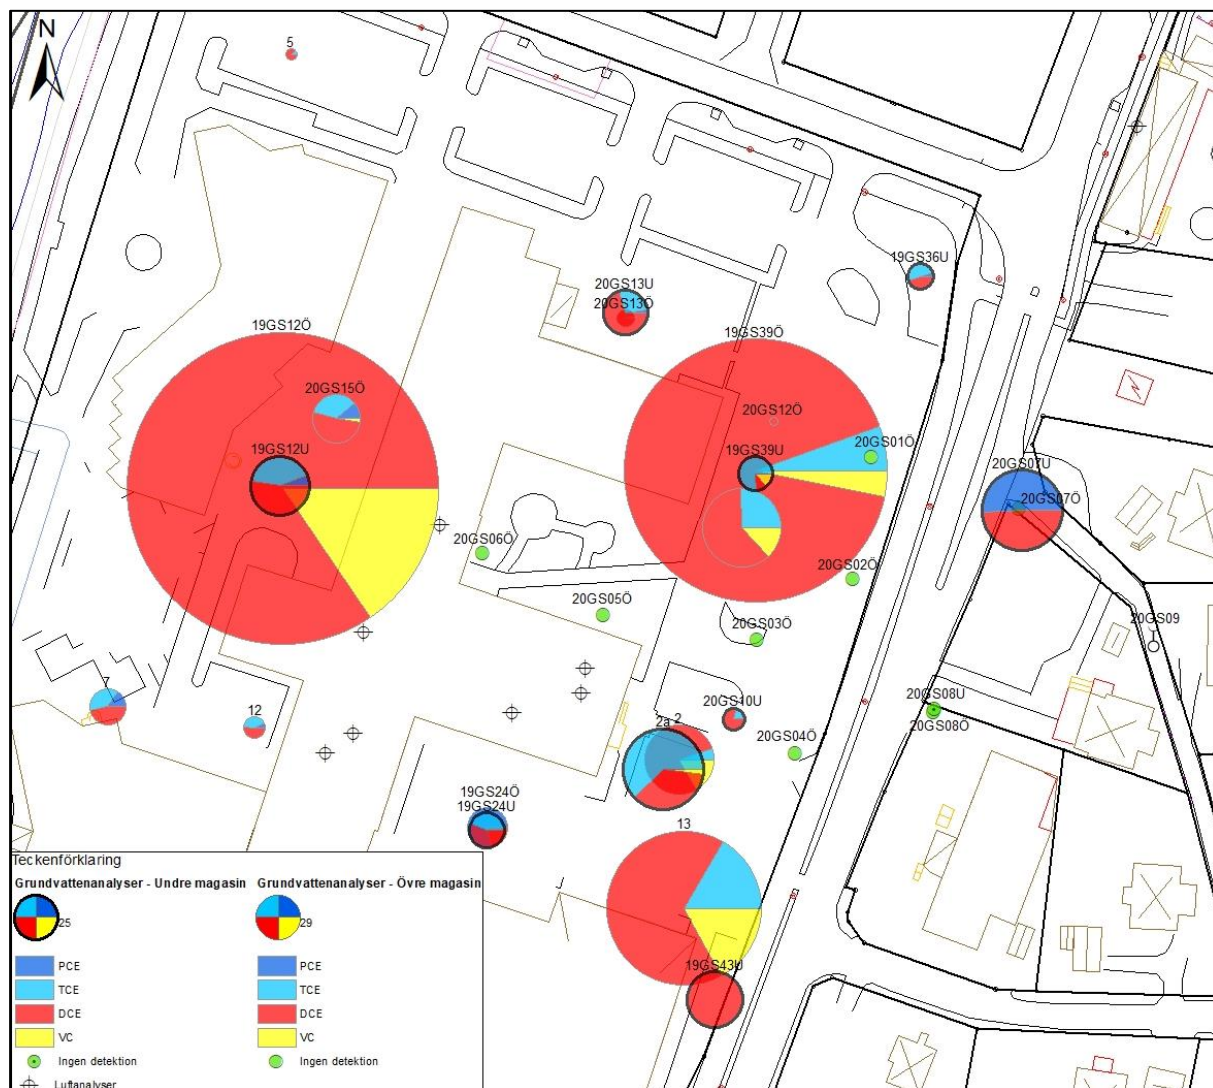 N
5
19GS36U
20GS13U
20GS13Ö
19GS12Ö
19GS39Ö
20GS15Ö
20GS12Ö
20GS01Ö
19GS12U
19GS39U
20GS07U
20GS07Ö
20GS06Ö
20GS02Ö
20GS05Ö
20GS03Ö
20GS09
7
12
20GS10U
20GS08U
20GS08Ö
2a
2
20GS04Ö
19GS24Ö
19GS24U
13
19GS43U
Teckenförklaring
Grundvattenanalyser - Undre magasin Grundvattenanalyser - Övre magasin
25 29
PCE PCE
TCE TCE
DCE DCE
VC VC
Ingen detektion Ingen detektion
Luftanalyser